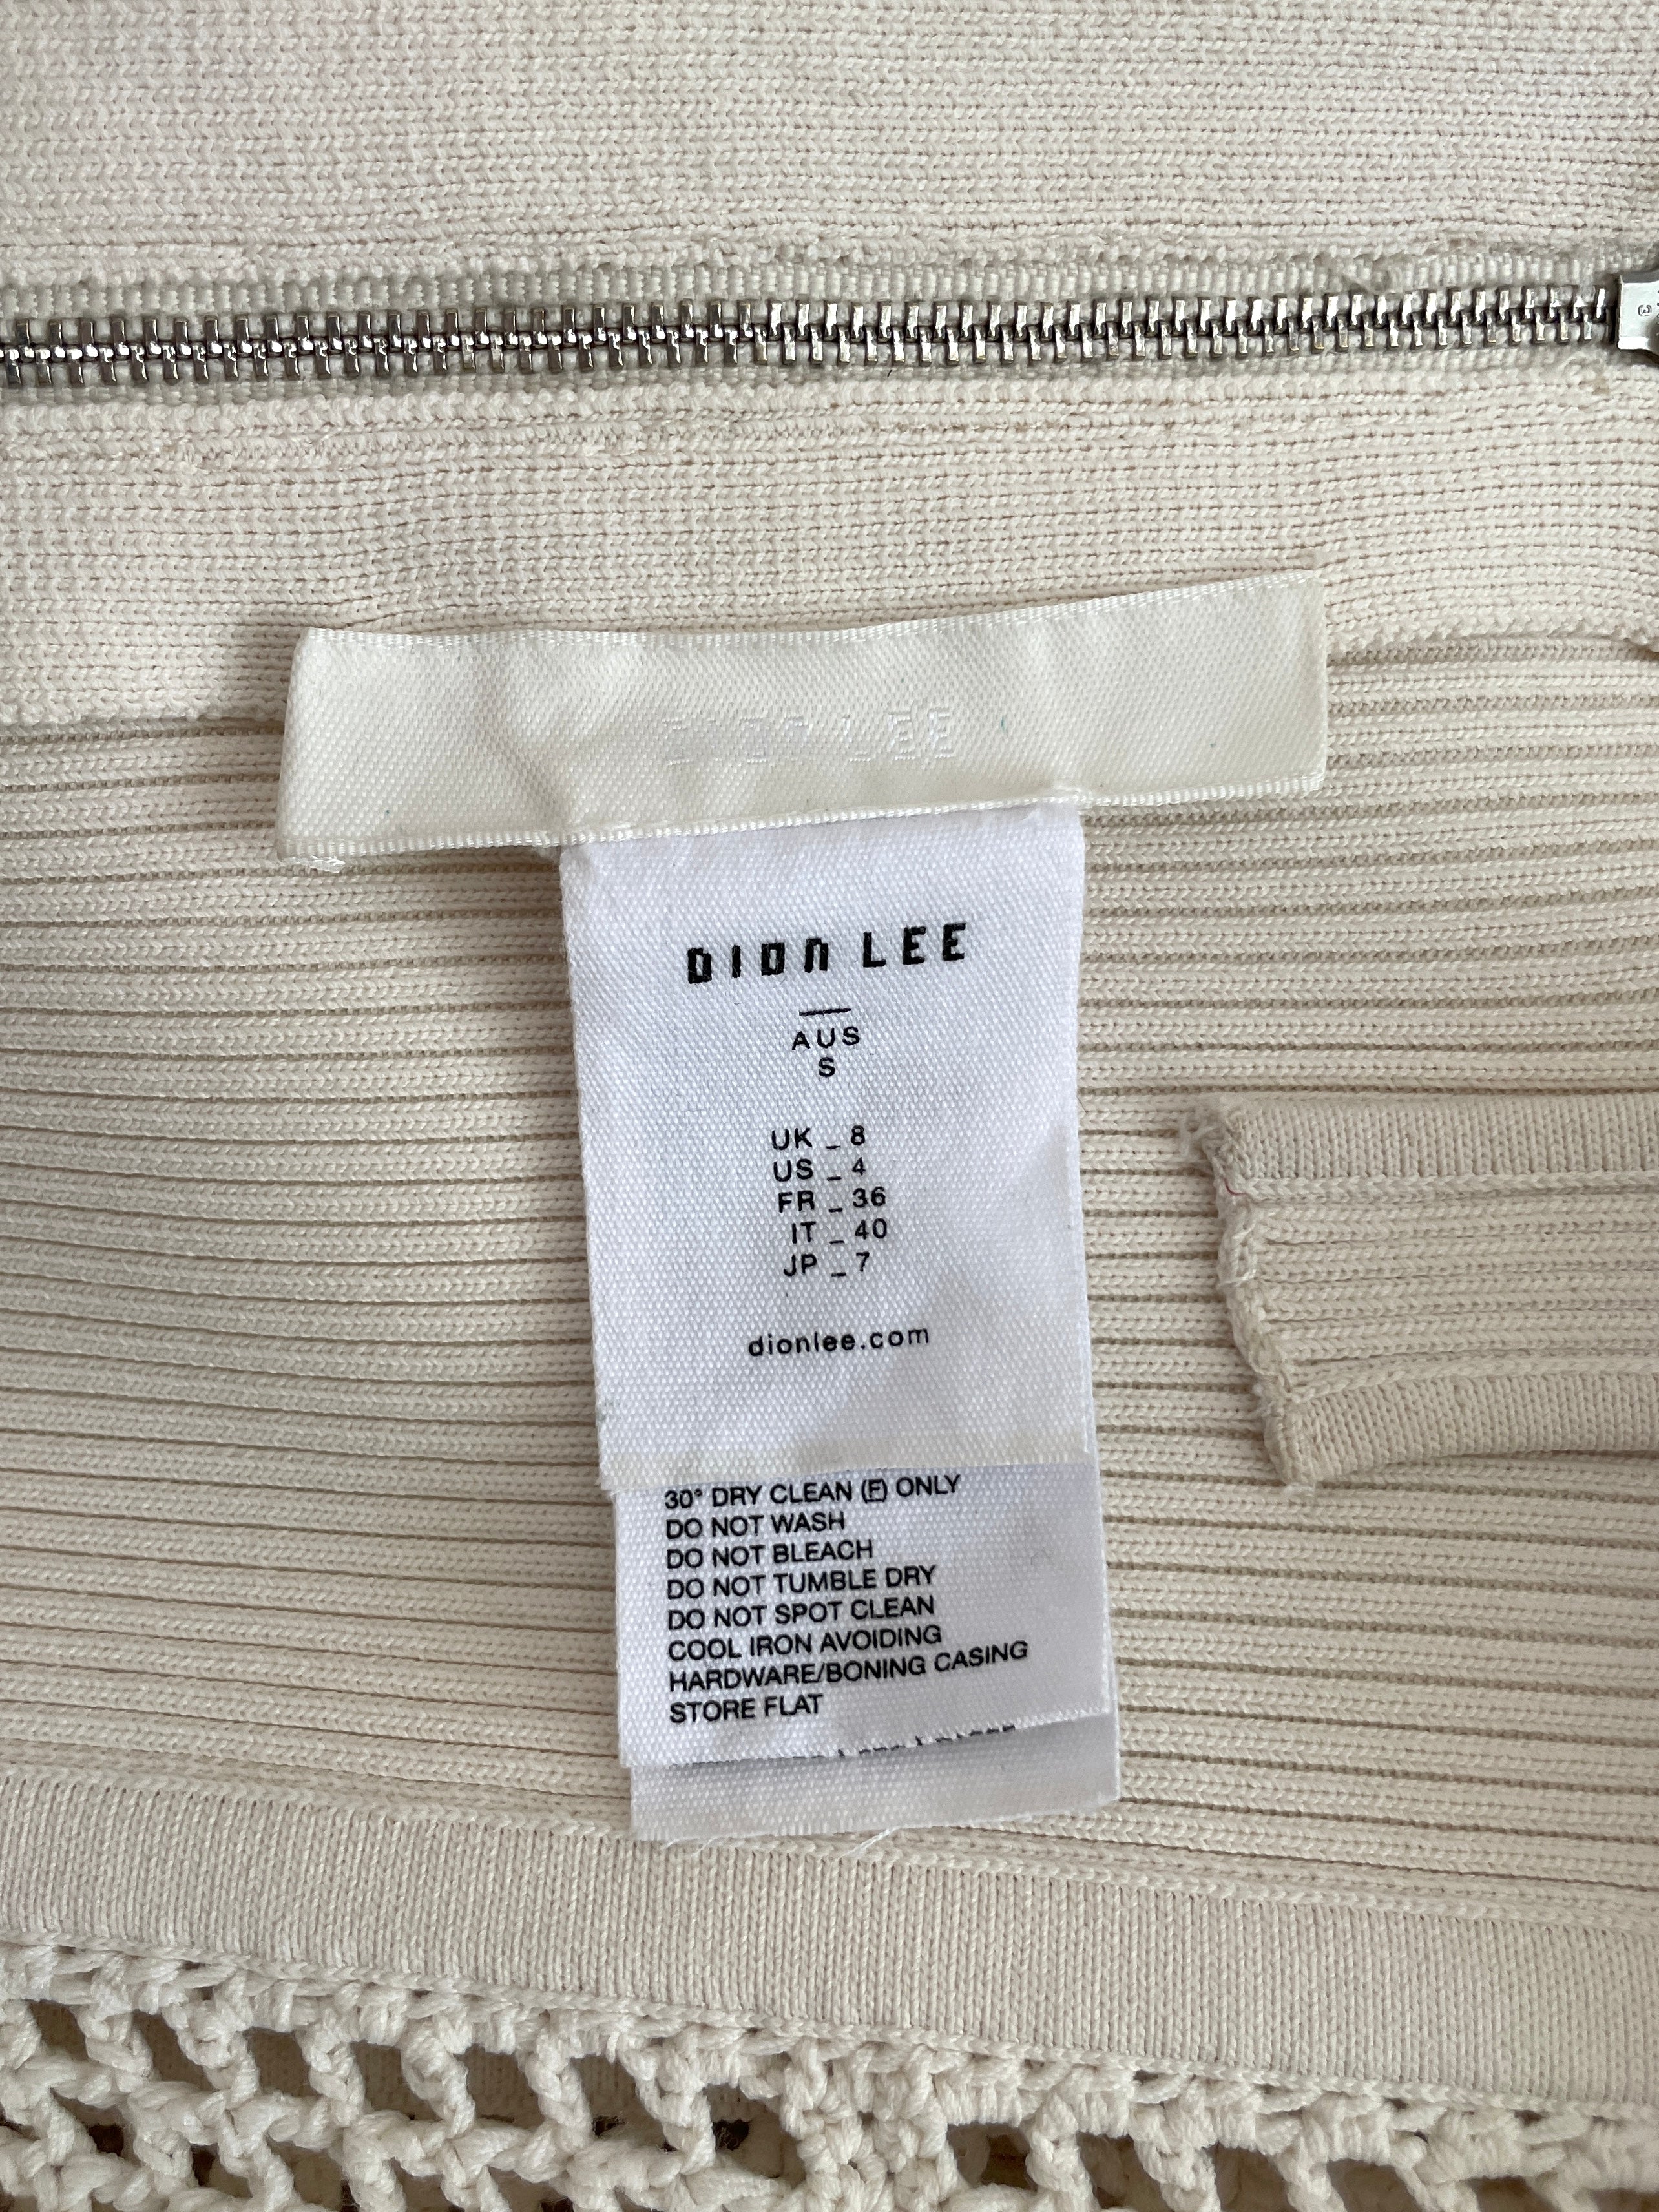 DION LEE
DION LEE
AUS
S
UK _ 8
US _ 4
FR _ 36
IT _ 40
JP _ 7
dionlee.com
30° DRY CLEAN Ⓕ ONLY
DO NOT WASH
DO NOT BLEACH
DO NOT TUMBLE DRY
DO NOT SPOT CLEAN
COOL IRON AVOIDING
HARDWARE/BONING CASING
STORE FLAT